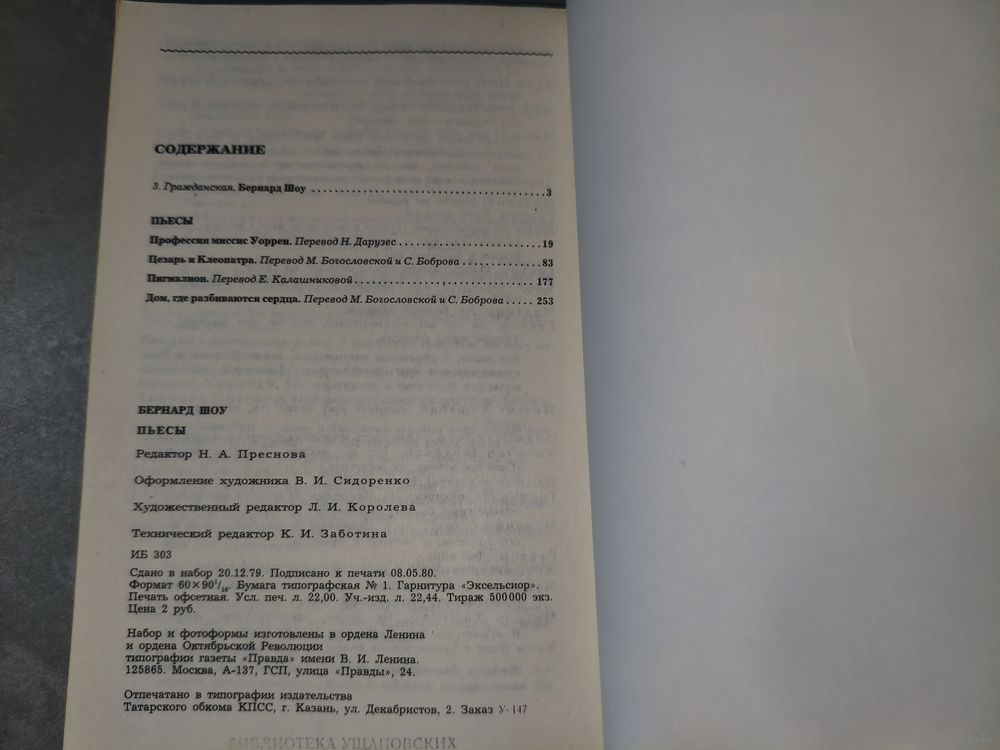 СОДЕРЖАНИЕ
З. Гражданская. Бернард Шоу ........................ 3
ПЬЕСЫ
Профессия миссис Уоррен. Перевод Н. Дарузес ........................ 19
Цезарь и Клеопатра. Перевод М. Богословской и С. Боброва ............. 83
Пигмалион. Перевод Е. Калашниковой ........................ 177
Дом, где разбиваются сердца. Перевод М. Богословской и С. Боброва ..... 253
БЕРНАРД ШОУ
ПЬЕСЫ
Редактор Н. А. Преснова
Оформление художника В. И. Сидоренко
Художественный редактор Л. И. Королева
Технический редактор К. И. Заботина
ИБ 303
Сдано в набор 20.12.79. Подписано к печати 08.05.80.
Формат 60×90¹/₁₆. Бумага типографская № 1. Гарнитура «Эксельсиор».
Печать офсетная. Усл. печ. л. 22,00. Уч.-изд. л. 22,44. Тираж 500000 экз.
Цена 2 руб.
Набор и фотоформы изготовлены в ордена Ленина
и ордена Октябрьской Революции
типографии газеты «Правда» имени В. И. Ленина.
125865. Москва, А-137, ГСП, улица «Правды», 24.
Отпечатано в типографии издательства
Татарского обкома КПСС, г. Казань, ул. Декабристов, 2. Заказ У-147
БИБЛИОТЕКА УЩАПОВСКИХ